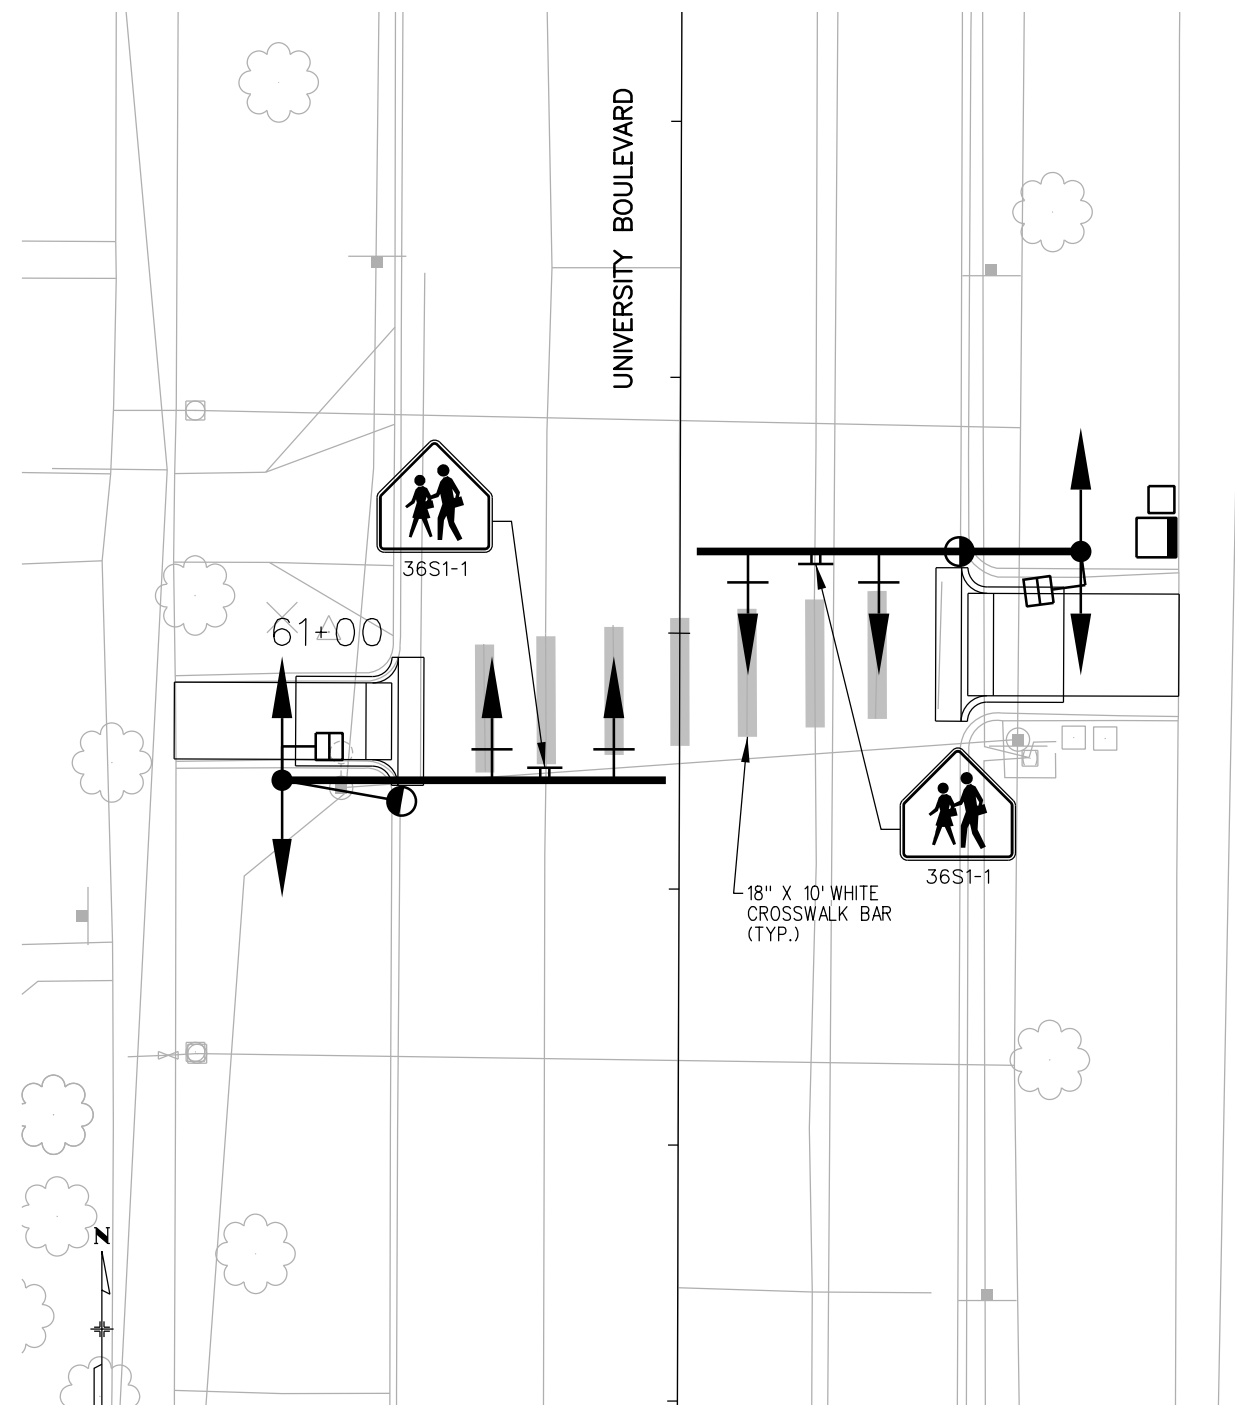 UNIVERSITY BOULEVARD
36S1-1
61+00
36S1-1
18" X 10' WHITE
CROSSWALK BAR
(TYP.)
N